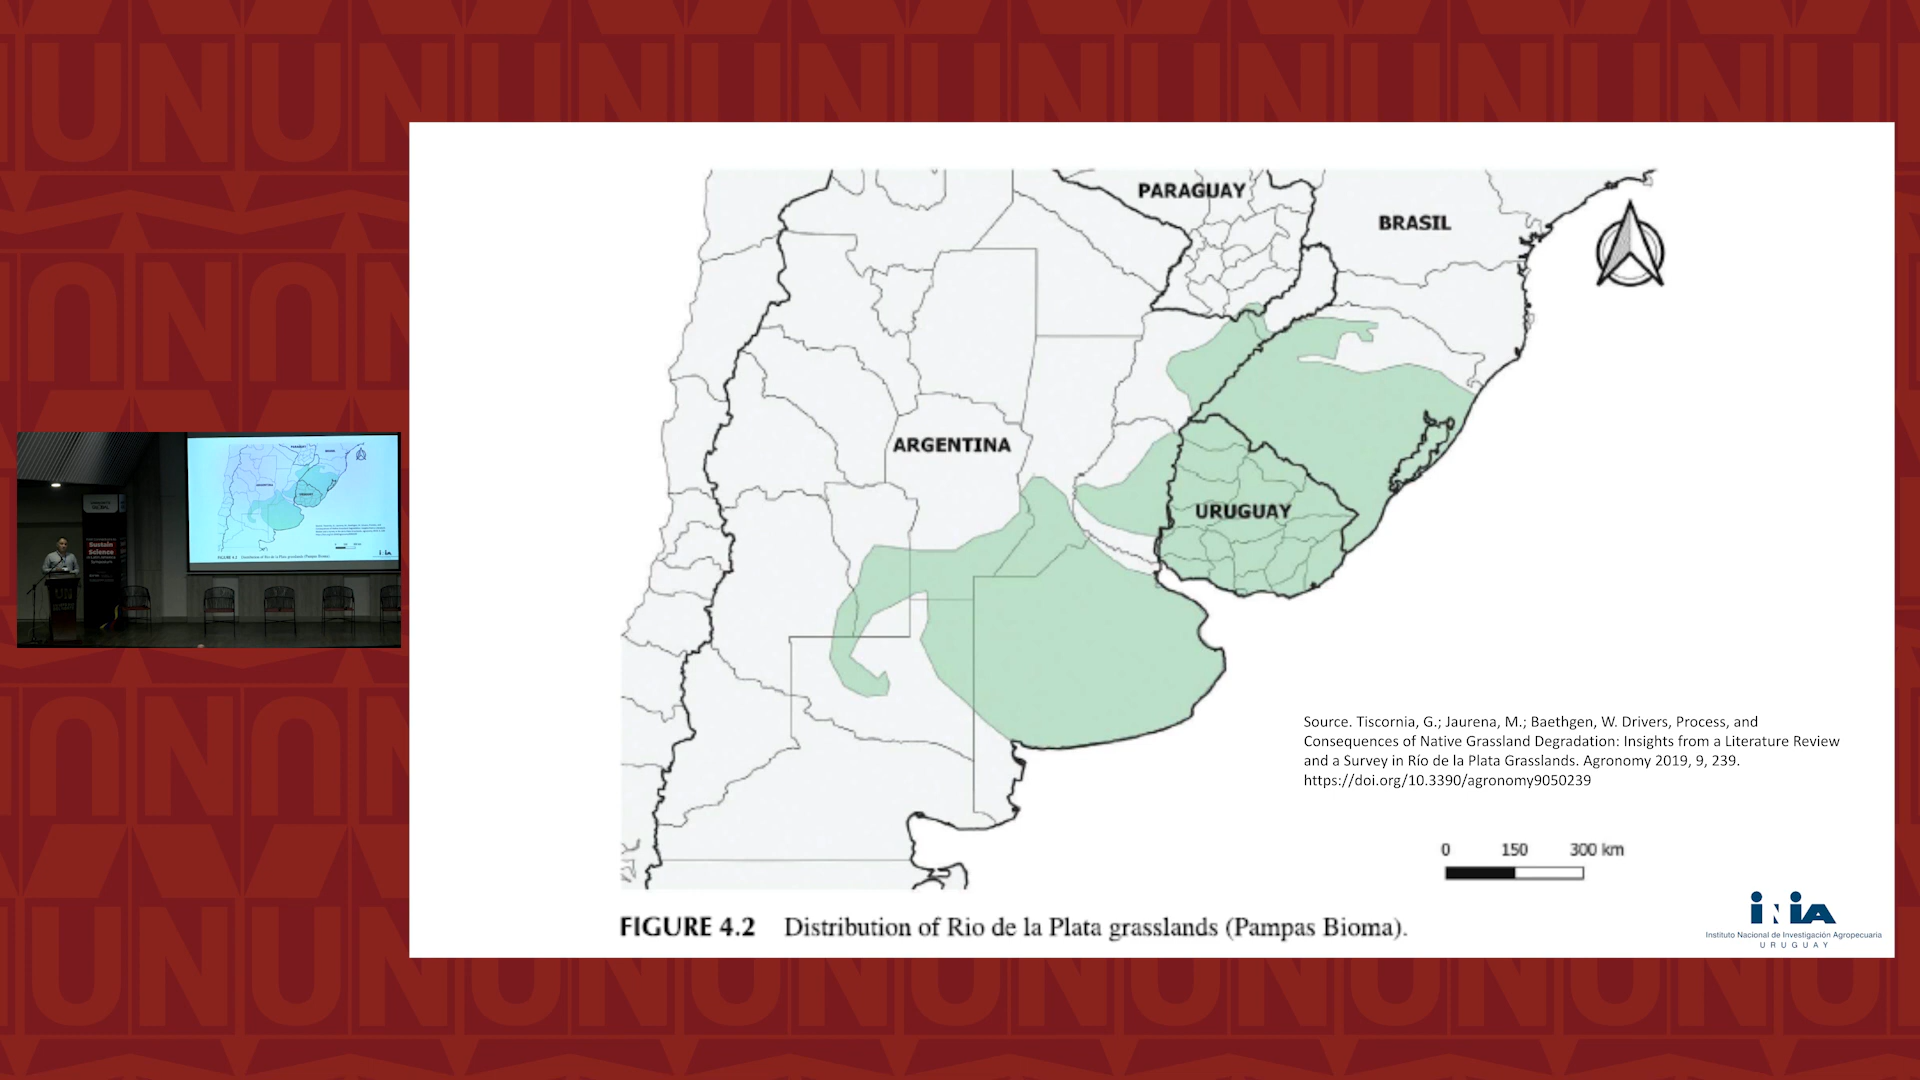 PARAGUAY
BRASIL
ARGENTINA
URUGUAY
Source. Tiscornia, G.; Jaurena, M.; Baethgen, W. Drivers, Process, and
Consequences of Native Grassland Degradation: Insights from a Literature Review
and a Survey in Río de la Plata Grasslands. Agronomy 2019, 9, 239.
https://doi.org/10.3390/agronomy9050239
0 150 300 km
FIGURE 4.2 Distribution of Rio de la Plata grasslands (Pampas Bioma).
iNiA
Instituto Nacional de Investigación Agropecuaria
URUGUAY
Sustain
Science
UN